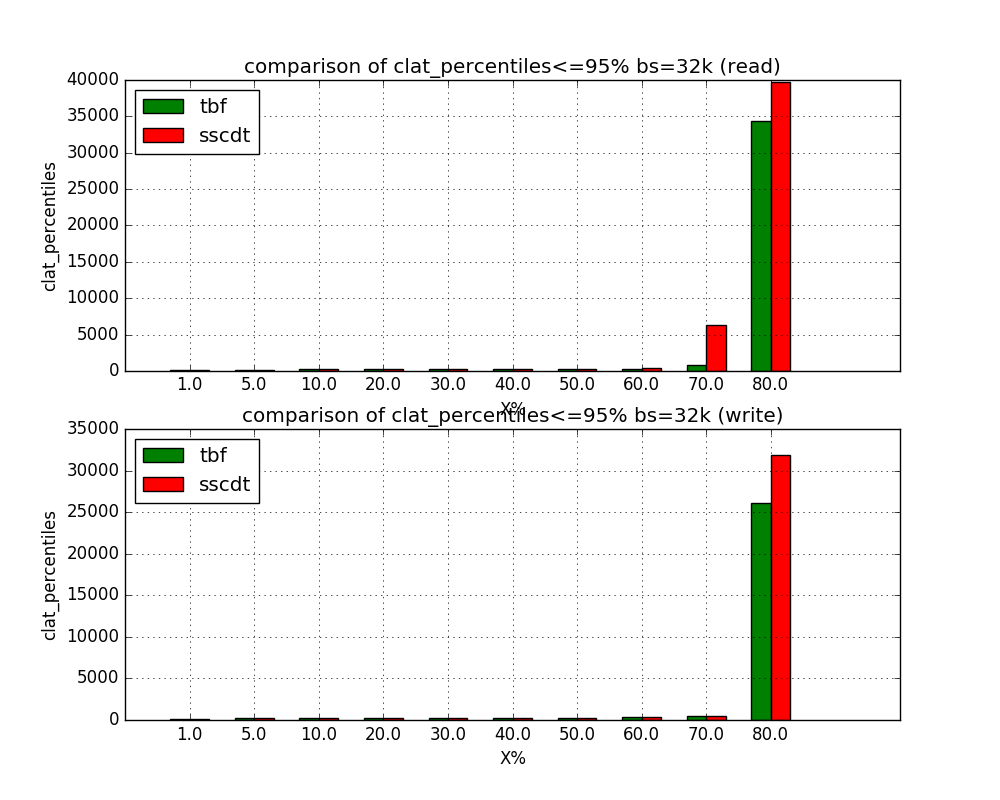 comparison of clat_percentiles<=95% bs=32k (read)
40000
35000
30000
25000
20000
15000
10000
5000
0
clat_percentiles
tbf
sscdt
1.0 5.0 10.0 20.0 30.0 40.0 50.0 60.0 70.0 80.0
X%
comparison of clat_percentiles<=95% bs=32k (write)
35000
30000
25000
20000
15000
10000
5000
0
clat_percentiles
tbf
sscdt
1.0 5.0 10.0 20.0 30.0 40.0 50.0 60.0 70.0 80.0
X%